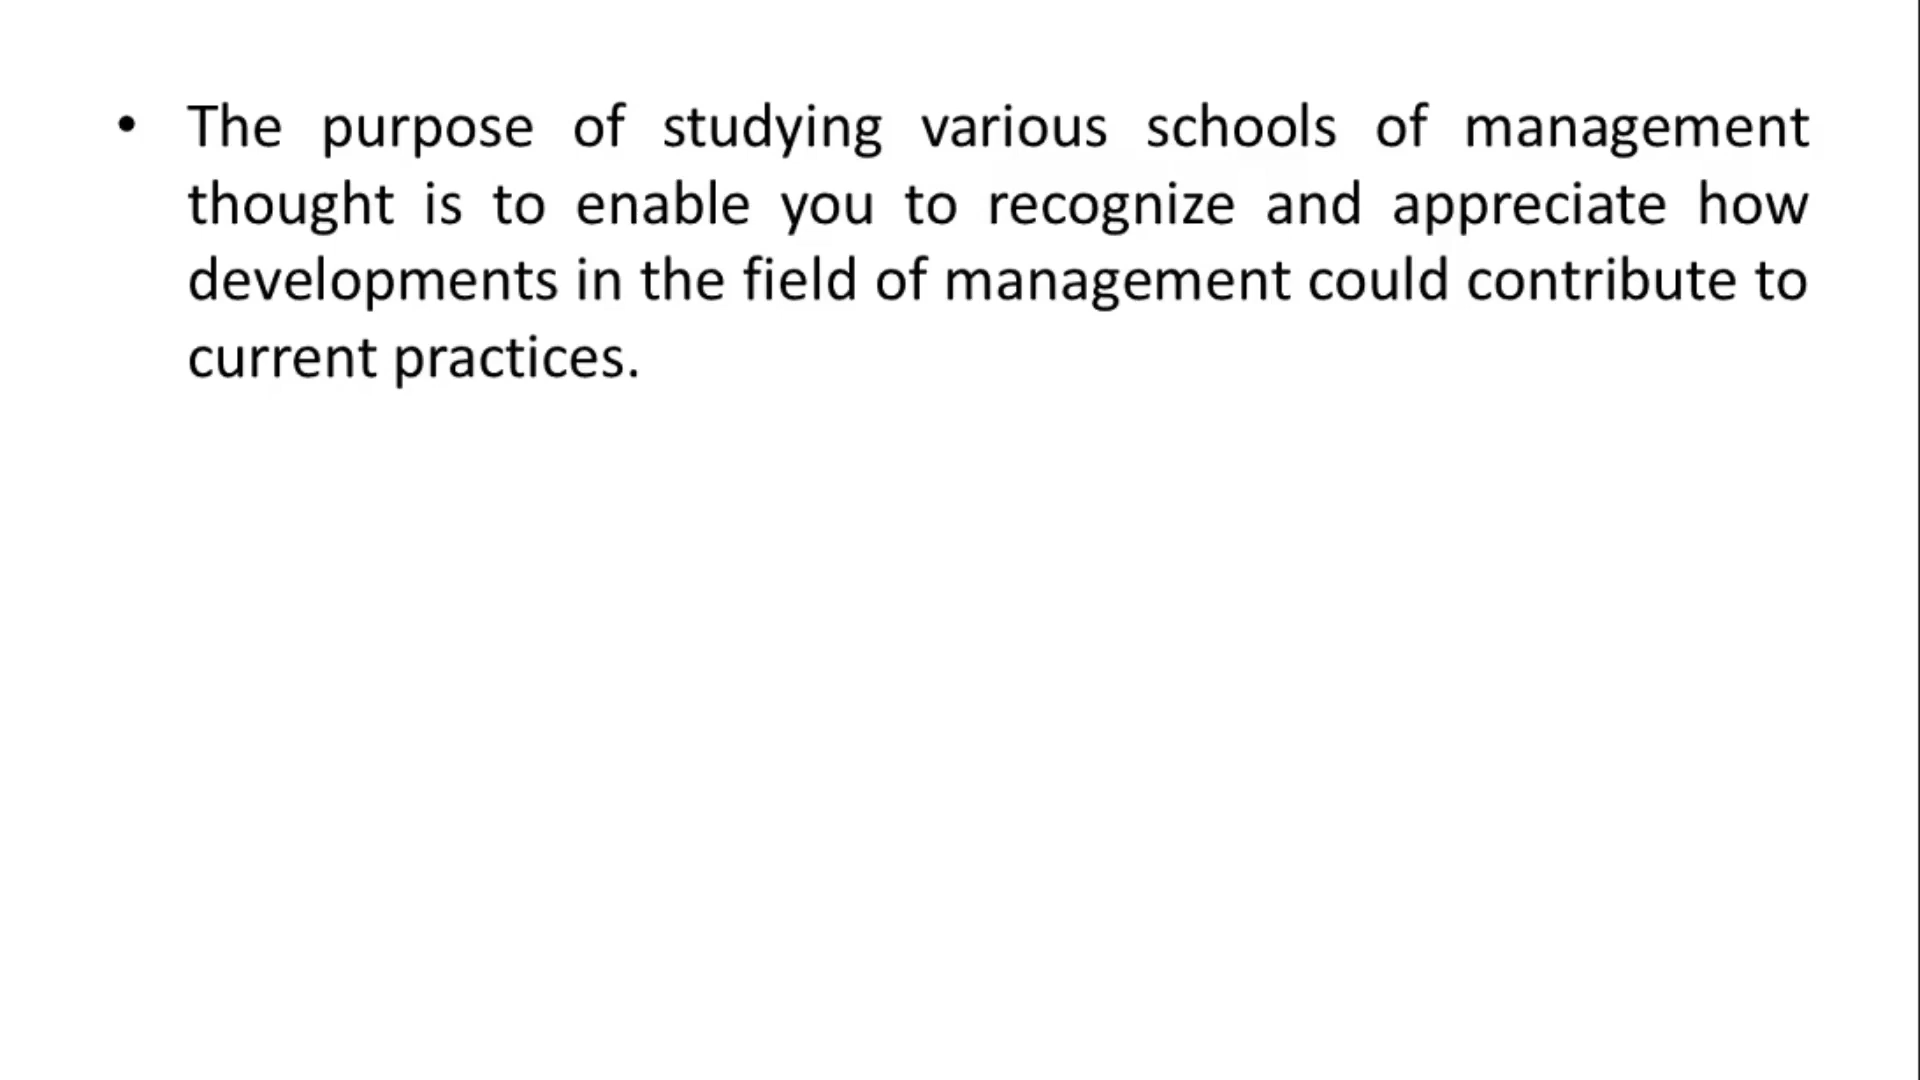 • The purpose of studying various schools of management
thought is to enable you to recognize and appreciate how
developments in the field of management could contribute to
current practices.